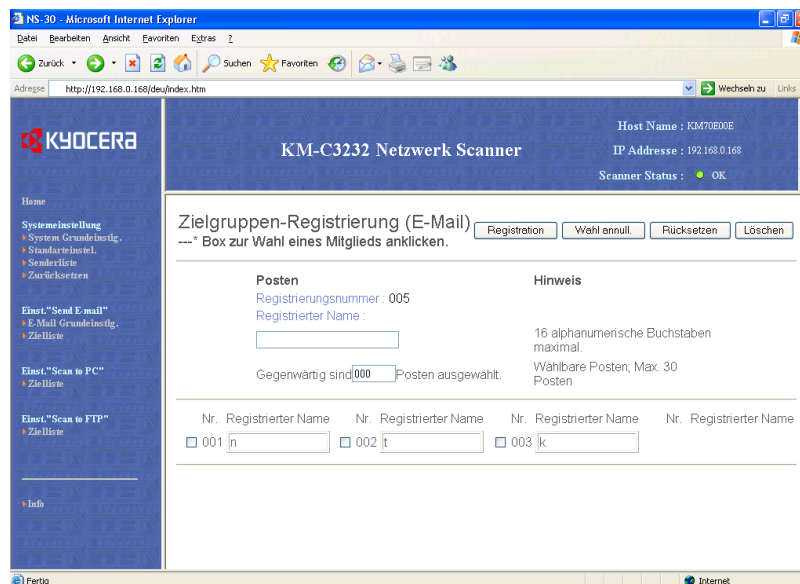 NS-30 - Microsoft Internet Explorer
Datei Bearbeiten Ansicht Favoriten Extras ?
Zurück Suchen Favoriten
Adresse http://192.168.0.168/deu/index.htm Wechseln zu Links
KYOCERA
KM-C3232 Netzwerk Scanner
Host Name : KM70E00E
IP Addresse : 192.168.0.168
Scanner Status : OK
Home
Systemeinstellung
System Grundeinstlg.
Standarteinstel.
Senderliste
Zurücksetzen
Einst."Send E-mail"
E-Mail Grundeinstlg.
Zielliste
Einst."Scan to PC"
Zielliste
Einst."Scan to FTP"
Zielliste
Info
Zielgruppen-Registrierung (E-Mail)
---* Box zur Wahl eines Mitglieds anklicken.
Registration Wahl annull. Rücksetzen Löschen
Posten Hinweis
Registrierungsnummer : 005
Registrierter Name :
16 alphanumerische Buchstaben
maximal.
Gegenwärtig sind 000 Posten ausgewählt.
Wählbare Posten; Max. 30
Posten
Nr. Registrierter Name Nr. Registrierter Name Nr. Registrierter Name Nr. Registrierter Name
001 n 002 t 003 k
Fertig Internet